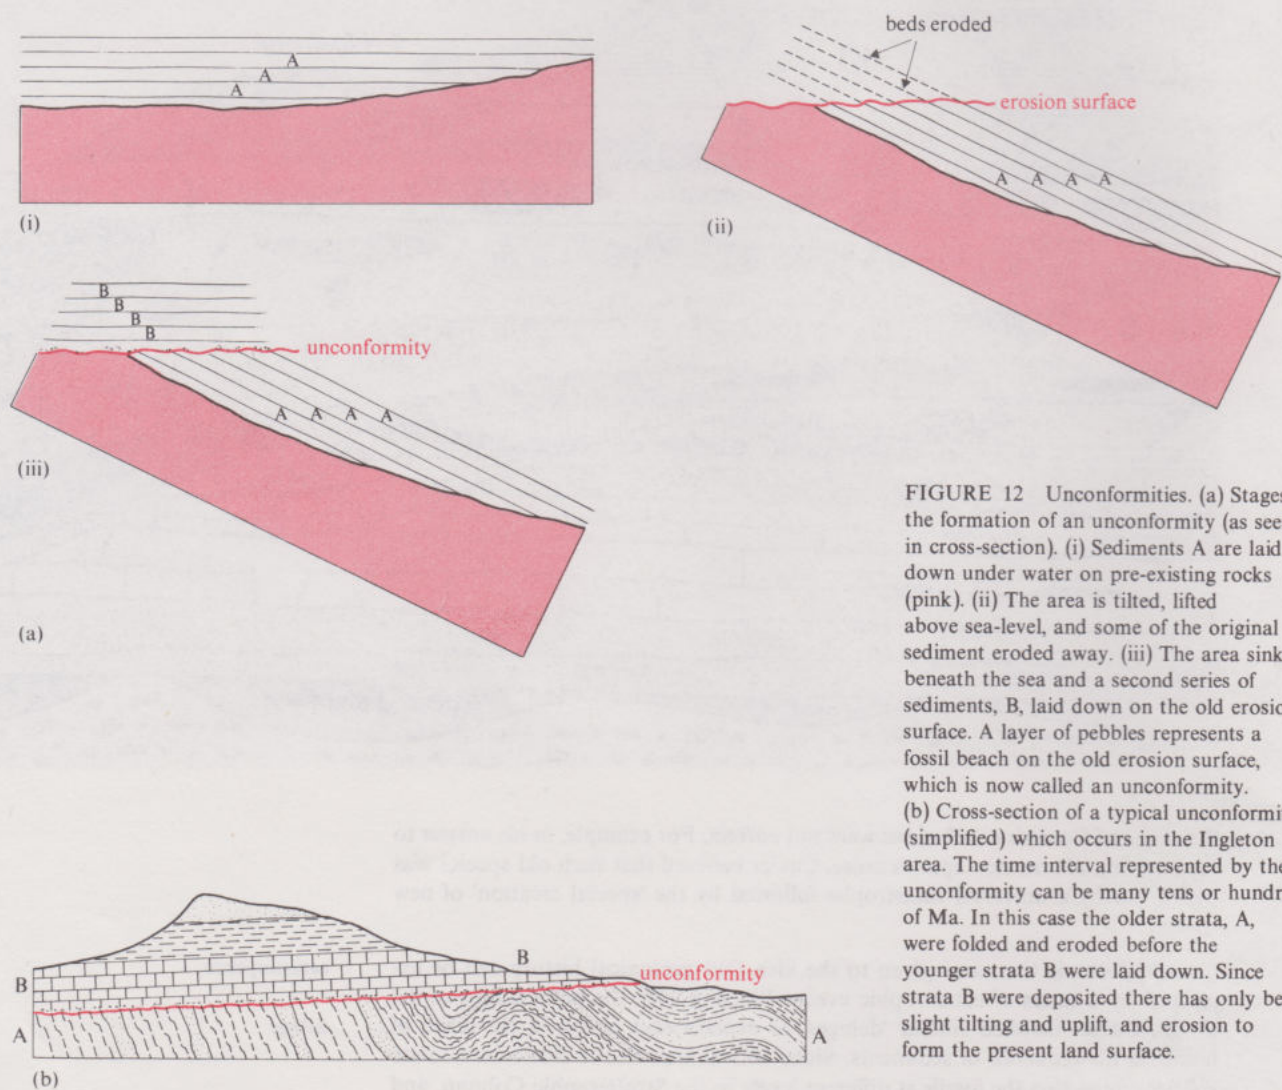 A
A
A
(i)
beds eroded
erosion surface
A A A A
(ii)
B
B
B
B
unconformity
A A A A
(iii)
(a)
FIGURE 12 Unconformities. (a) Stages
the formation of an unconformity (as see
in cross-section). (i) Sediments A are laid
down under water on pre-existing rocks
(pink). (ii) The area is tilted, lifted
above sea-level, and some of the original
sediment eroded away. (iii) The area sink
beneath the sea and a second series of
sediments, B, laid down on the old erosio
surface. A layer of pebbles represents a
fossil beach on the old erosion surface,
which is now called an unconformity.
(b) Cross-section of a typical unconformi
(simplified) which occurs in the Ingleton
area. The time interval represented by the
unconformity can be many tens or hundr
of Ma. In this case the older strata, A,
were folded and eroded before the
younger strata B were laid down. Since
strata B were deposited there has only be
slight tilting and uplift, and erosion to
form the present land surface.
B
B
unconformity
A
A
(b)